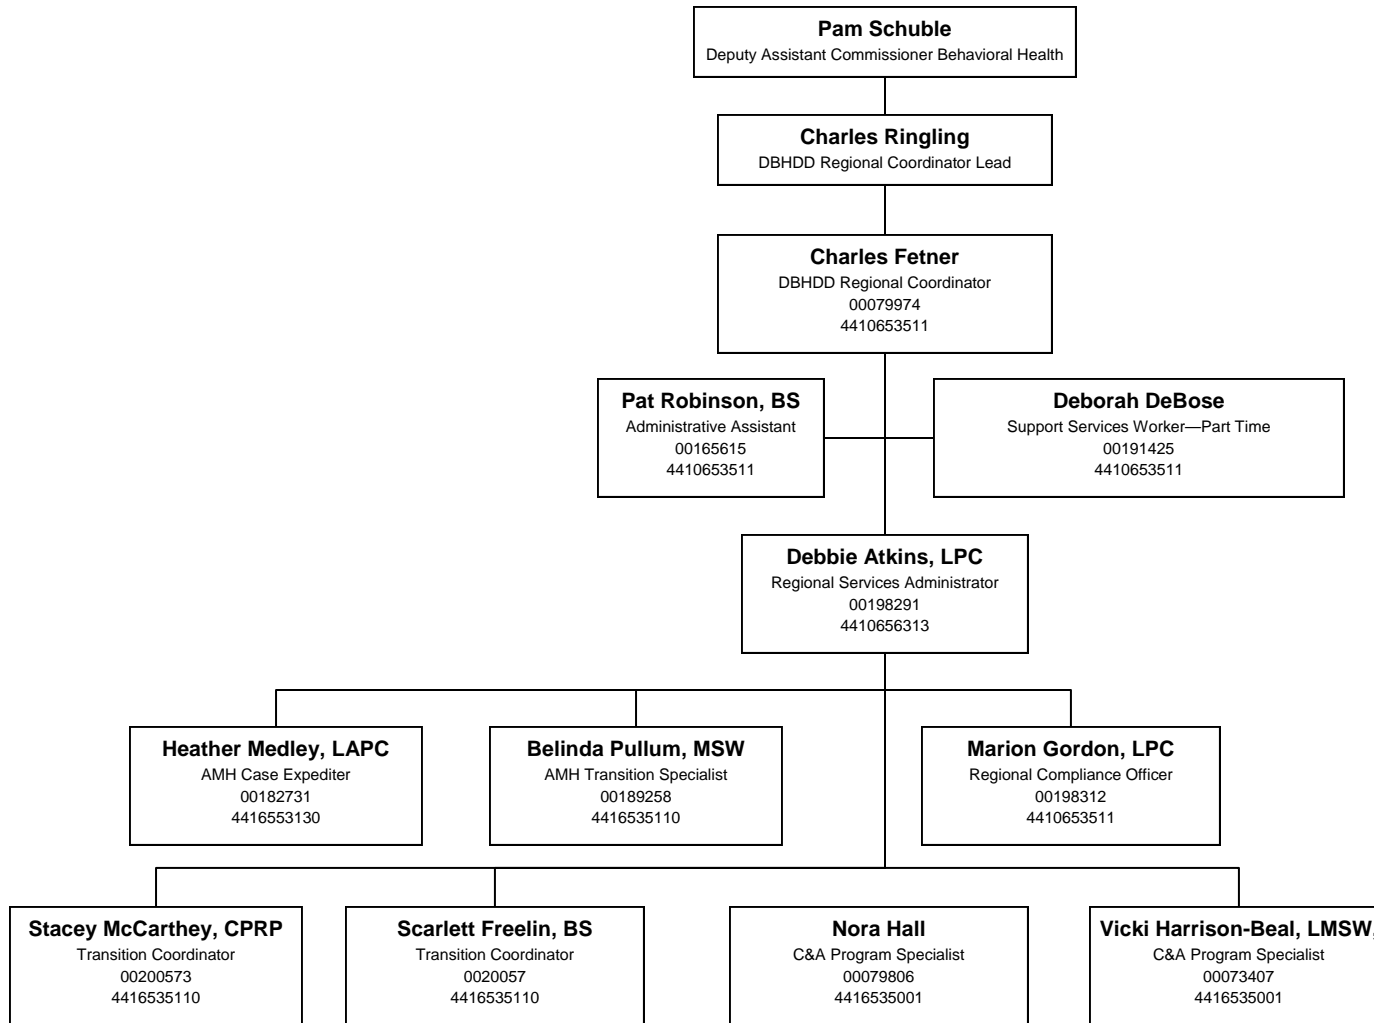 Pam Schuble
Deputy Assistant Commissioner Behavioral Health
Charles Ringling
DBHDD Regional Coordinator Lead
Charles Fetner
DBHDD Regional Coordinator
00079974
4410653511
Pat Robinson, BS
Administrative Assistant
00165615
4410653511
Deborah DeBose
Support Services Worker—Part Time
00191425
4410653511
Debbie Atkins, LPC
Regional Services Administrator
00198291
4410656313
Heather Medley, LAPC
AMH Case Expediter
00182731
4416553130
Belinda Pullum, MSW
AMH Transition Specialist
00189258
4416535110
Marion Gordon, LPC
Regional Compliance Officer
00198312
4410653511
Stacey McCarthey, CPRP
Transition Coordinator
00200573
4416535110
Scarlett Freelin, BS
Transition Coordinator
0020057
4416535110
Nora Hall
C&A Program Specialist
00079806
4416535001
Vicki Harrison-Beal, LMSW,
C&A Program Specialist
00073407
4416535001